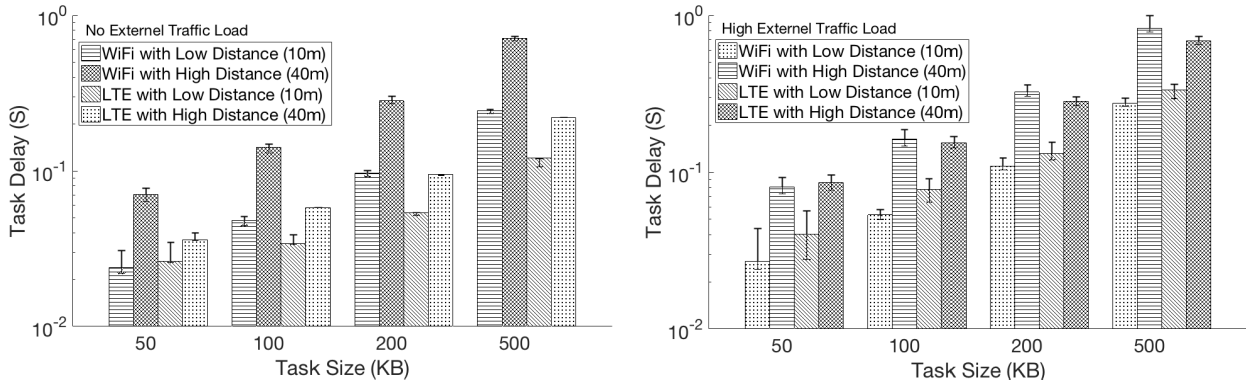 No Externel Traffic Load
WiFi with Low Distance (10m)
WiFi with High Distance (40m)
LTE with Low Distance (10m)
LTE with High Distance (40m)
Task Delay (S)
10^0
10^-1
10^-2
50 100 200 500
Task Size (KB)
High External Traffic Load
WiFi with Low Distance (10m)
WiFi with High Distance (40m)
LTE with Low Distance (10m)
LTE with High Distance (40m)
Task Delay (S)
10^0
10^-1
10^-2
50 100 200 500
Task Size (KB)